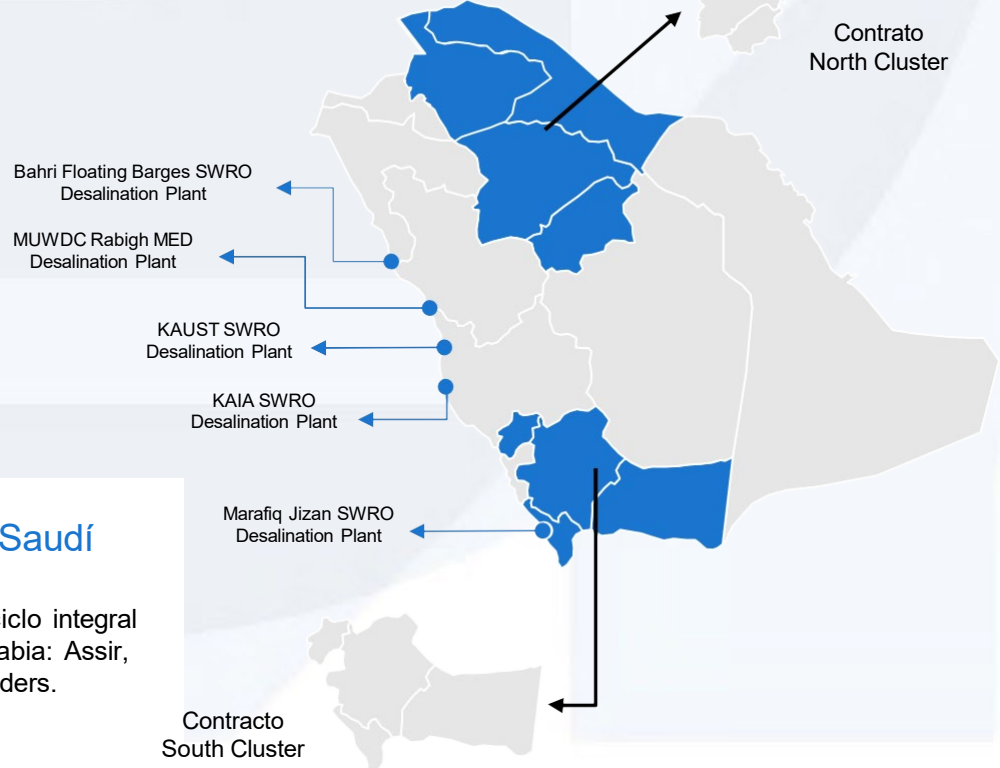 Contrato
North Cluster
Bahri Floating Barges SWRO
Desalination Plant
MUWDC Rabigh MED
Desalination Plant
KAUST SWRO
Desalination Plant
KAIA SWRO
Desalination Plant
Marafiq Jizan SWRO
Desalination Plant
Saudí
iclo integral
abia: Assir,
ders.
Contracto
South Cluster